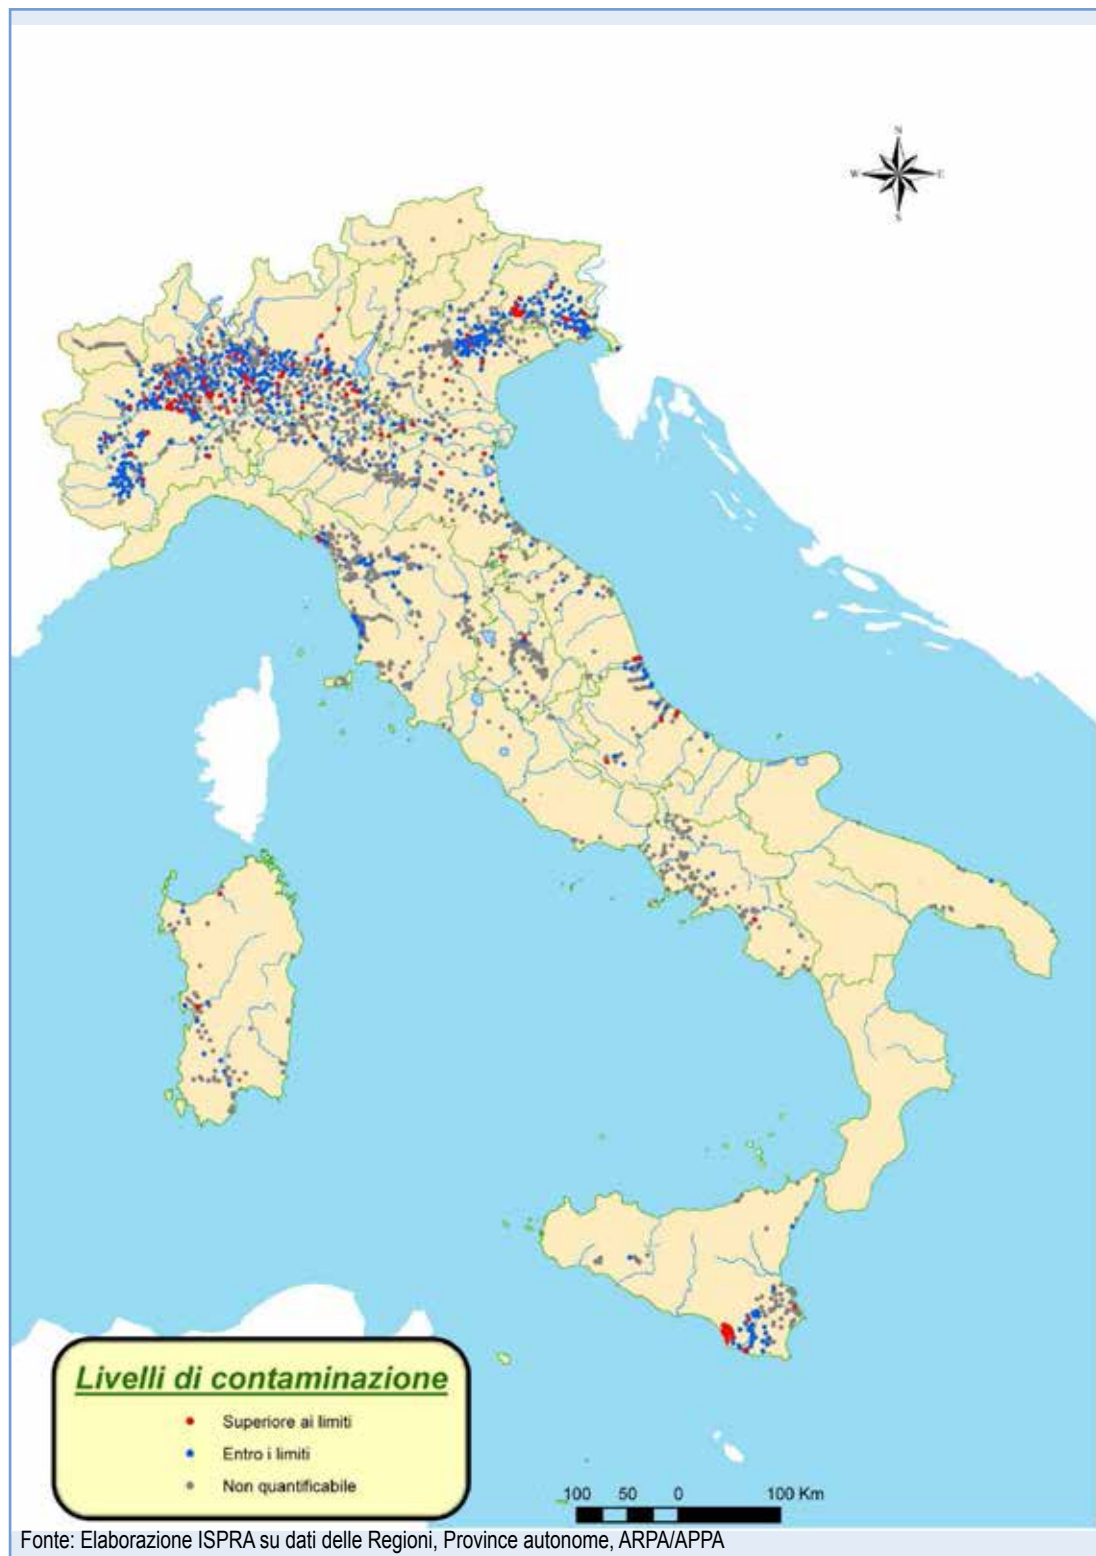 N
W E
S
Livelli di contaminazione
Superiore ai limiti
Entro i limiti
Non quantificabile
100 50 0 100 Km
Fonte: Elaborazione ISPRA su dati delle Regioni, Province autonome, ARPA/APPA